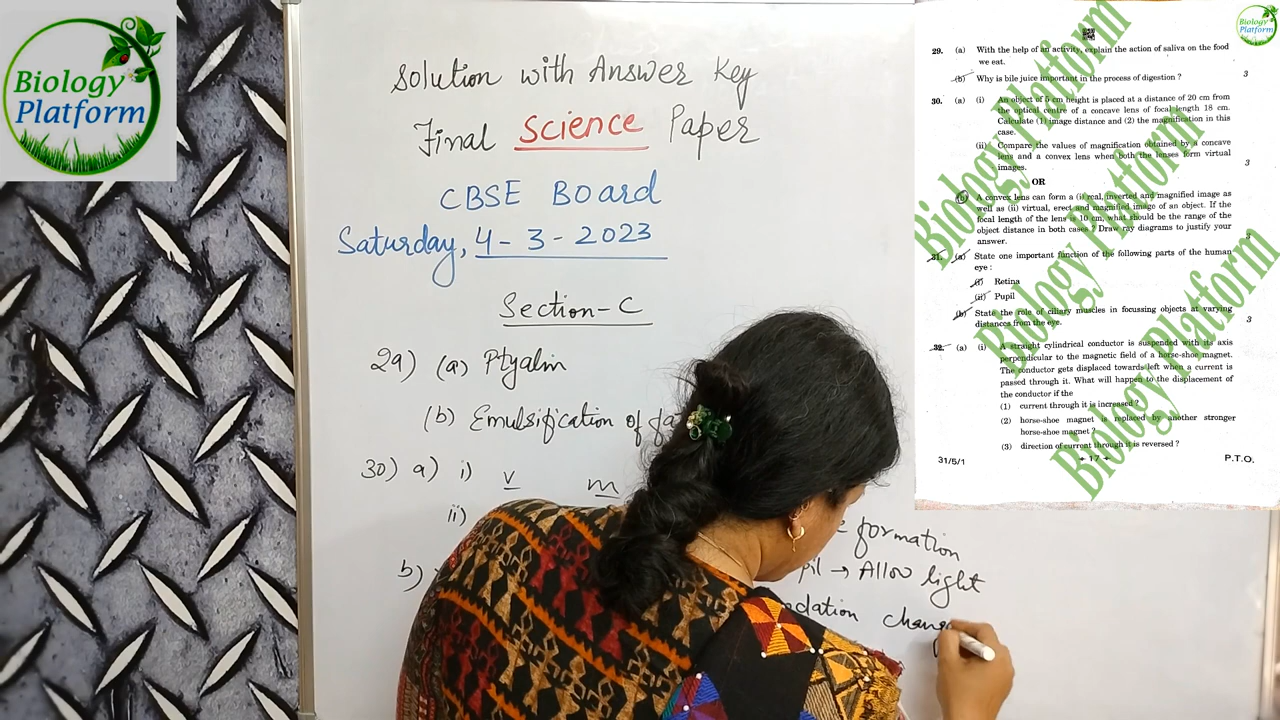 Biology
Platform
Solution with Answer Key
Final Science Paper
CBSE Board
Saturday, 4-3-2023
Section-C
29) (a) Ptyalin
(b) Emulsification of
30) a) i) v m
ii)
b)
formation
→ Allow light
29. (a) With the help of an activity, explain the action of saliva on the food
we eat.
(b) Why is bile juice important in the process of digestion ? 3
30. (a) (i) An object of 5 cm height is placed at a distance of 20 cm from
the optical centre of a concave lens of focal length 18 cm.
Calculate (1) image distance and (2) the magnification in this
case.
(ii) Compare the values of magnification obtained by a concave
lens and a convex lens when both the lenses form virtual
images. 3
OR
(b) A convex lens can form a (i) real, inverted and magnified image as
well as (ii) virtual, erect and magnified image of an object. If the
focal length of the lens is 10 cm, what should be the range of the
object distance in both cases ? Draw ray diagrams to justify your
answer. 3
31. (a) State one important function of the following parts of the human
eye :
(i) Retina
(ii) Pupil
(b) State the role of ciliary muscles in focussing objects at varying
distances from the eye. 3
32. (a) (i) A straight cylindrical conductor is suspended with its axis
perpendicular to the magnetic field of a horse-shoe magnet.
The conductor gets displaced towards left when a current is
passed through it. What will happen to the displacement of
the conductor if the
(1) current through it is increased ?
(2) horse-shoe magnet is replaced by another stronger
horse-shoe magnet ?
(3) direction of current through it is reversed ?
31/5/1 17 P.T.O.
Biology Platform
Biology Platform
Biology Platform
Biology Platform
Biology
Platform